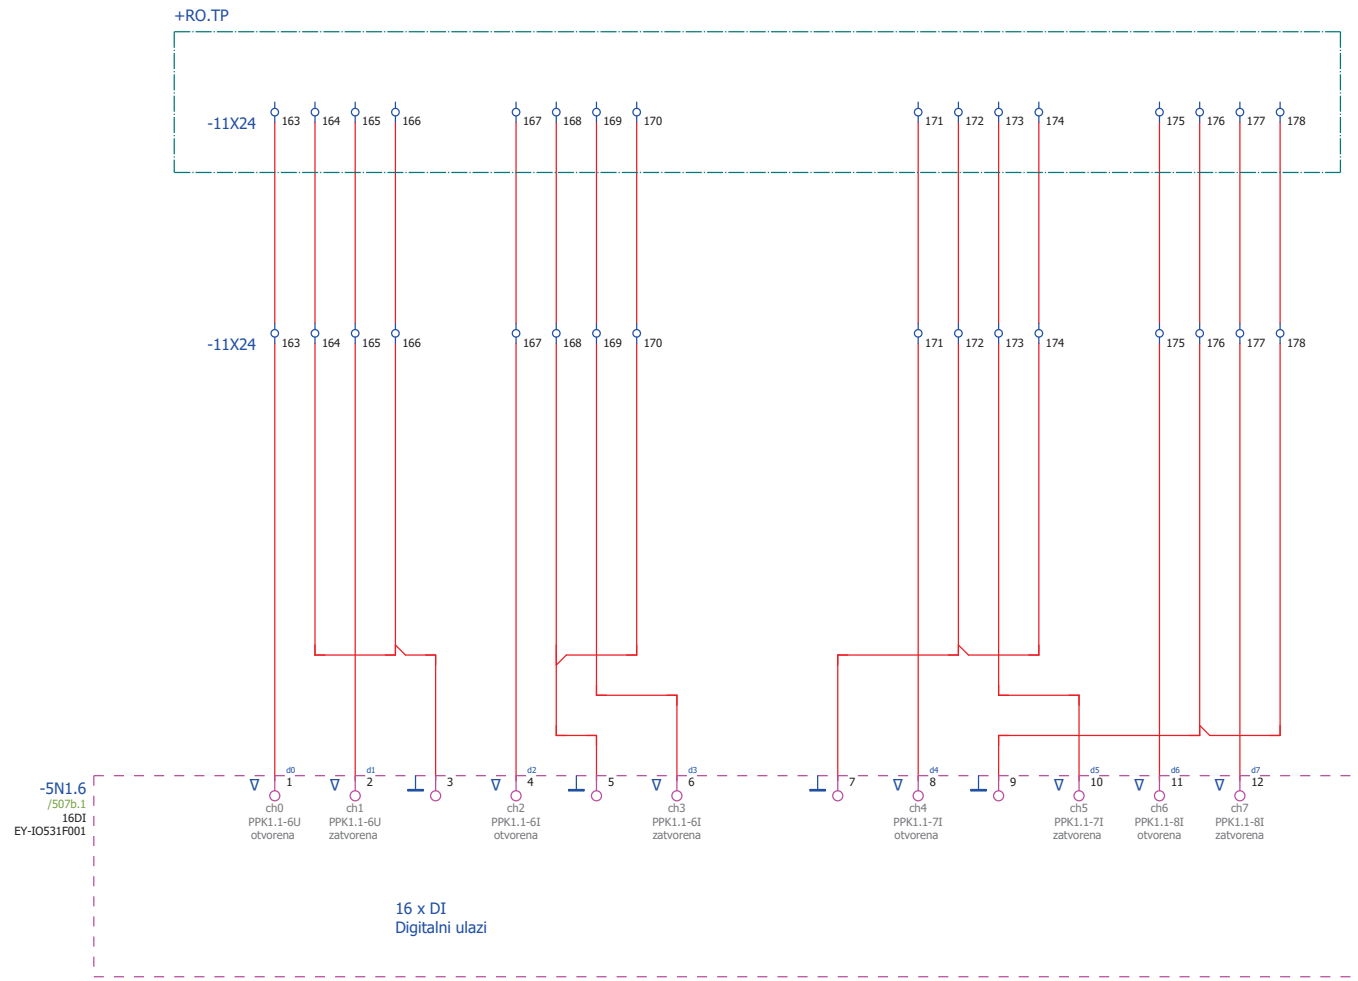 +RO.TP
-11X24 163 164 165 166 167 168 169 170 171 172 173 174 175 176 177 178
-11X24 163 164 165 166 167 168 169 170 171 172 173 174 175 176 177 178
d0 d1 d2 d3 d4 d5 d6 d7
1 2 3 4 5 6 7 8 9 10 11 12
-5N1.6
/507b.1
16DI
EY-IO531F001
ch0 ch1 ch2 ch3 ch4 ch5 ch6 ch7
PPK1.1-6U PPK1.1-6U PPK1.1-6I PPK1.1-6I PPK1.1-7I PPK1.1-7I PPK1.1-8I PPK1.1-8I
otvorena zatvorena otvorena zatvorena otvorena zatvorena otvorena zatvorena
16 x DI
Digitalni ulazi